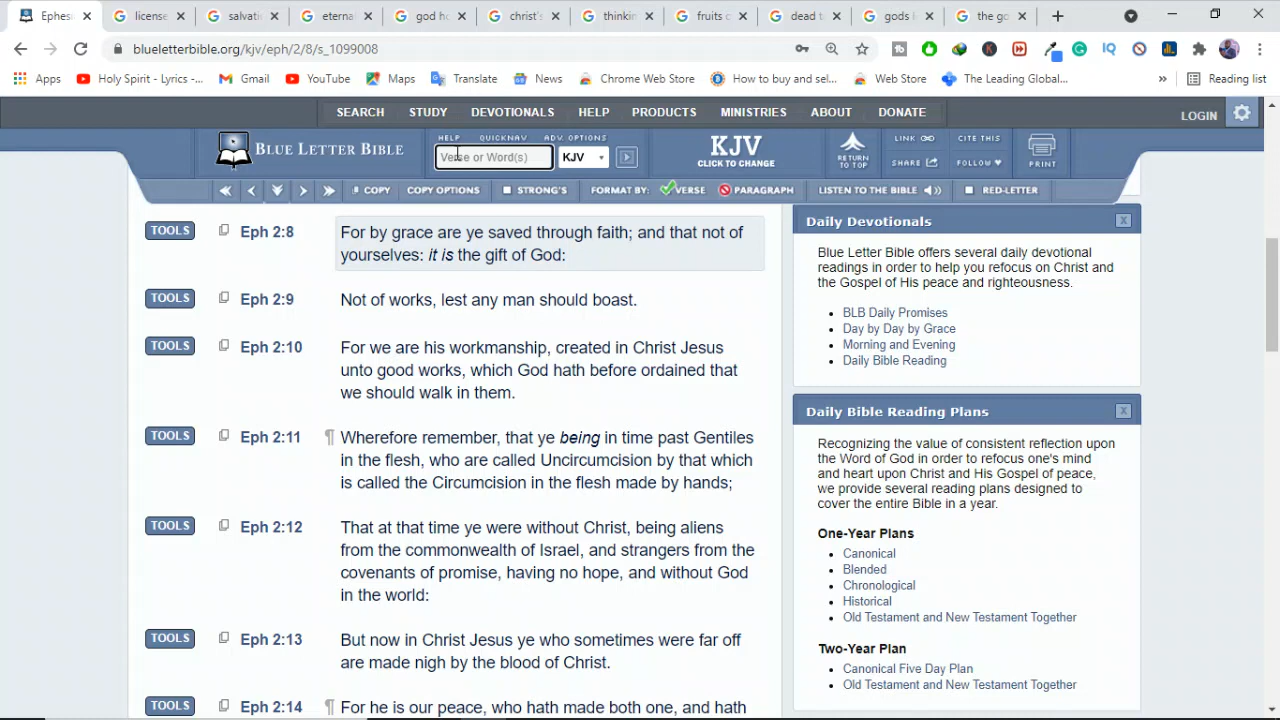 Ephes
license
salvati
eterna
god ho
christ's
thinkin
fruits c
dead t
gods l
the go
blueletterbible.org/kjv/eph/2/8/s_1099008
Apps
Holy Spirit - Lyrics -...
Gmail
YouTube
Maps
Translate
News
Chrome Web Store
How to buy and sel...
Web Store
The Leading Global...
»
Reading list
SEARCH STUDY DEVOTIONALS HELP PRODUCTS MINISTRIES ABOUT DONATE
LOGIN
BLUE LETTER BIBLE
HELP QUICKNAV ADV. OPTIONS
Verse or Word(s)
KJV
KJV
CLICK TO CHANGE
RETURN
TO TOP
LINK
CITE THIS
SHARE
FOLLOW
PRINT
COPY COPY OPTIONS STRONG'S FORMAT BY: VERSE PARAGRAPH LISTEN TO THE BIBLE RED-LETTER
TOOLS Eph 2:8 For by grace are ye saved through faith; and that not of
yourselves: it is the gift of God:
TOOLS Eph 2:9 Not of works, lest any man should boast.
TOOLS Eph 2:10 For we are his workmanship, created in Christ Jesus
unto good works, which God hath before ordained that
we should walk in them.
TOOLS Eph 2:11 ¶ Wherefore remember, that ye being in time past Gentiles
in the flesh, who are called Uncircumcision by that which
is called the Circumcision in the flesh made by hands;
TOOLS Eph 2:12 That at that time ye were without Christ, being aliens
from the commonwealth of Israel, and strangers from the
covenants of promise, having no hope, and without God
in the world:
TOOLS Eph 2:13 But now in Christ Jesus ye who sometimes were far off
are made nigh by the blood of Christ.
TOOLS Eph 2:14 ¶ For he is our peace, who hath made both one, and hath
Daily Devotionals
X
Blue Letter Bible offers several daily devotional
readings in order to help you refocus on Christ and
the Gospel of His peace and righteousness.
• BLB Daily Promises
• Day by Day by Grace
• Morning and Evening
• Daily Bible Reading
Daily Bible Reading Plans
X
Recognizing the value of consistent reflection upon
the Word of God in order to refocus one's mind
and heart upon Christ and His Gospel of peace,
we provide several reading plans designed to
cover the entire Bible in a year.
One-Year Plans
• Canonical
• Blended
• Chronological
• Historical
• Old Testament and New Testament Together
Two-Year Plan
• Canonical Five Day Plan
• Old Testament and New Testament Together